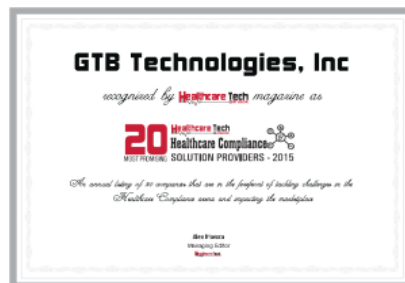 GTB Technologies, Inc
recognized by Healthcare Tech magazine as
20
MOST PROMISING
Healthcare Tech
Healthcare Compliance
SOLUTION PROVIDERS - 2015
An annual listing of 20 companies that are in the forefront of tackling challenges in the
Healthcare Compliance arena and impacting the marketplace
Alex
Managing Editor